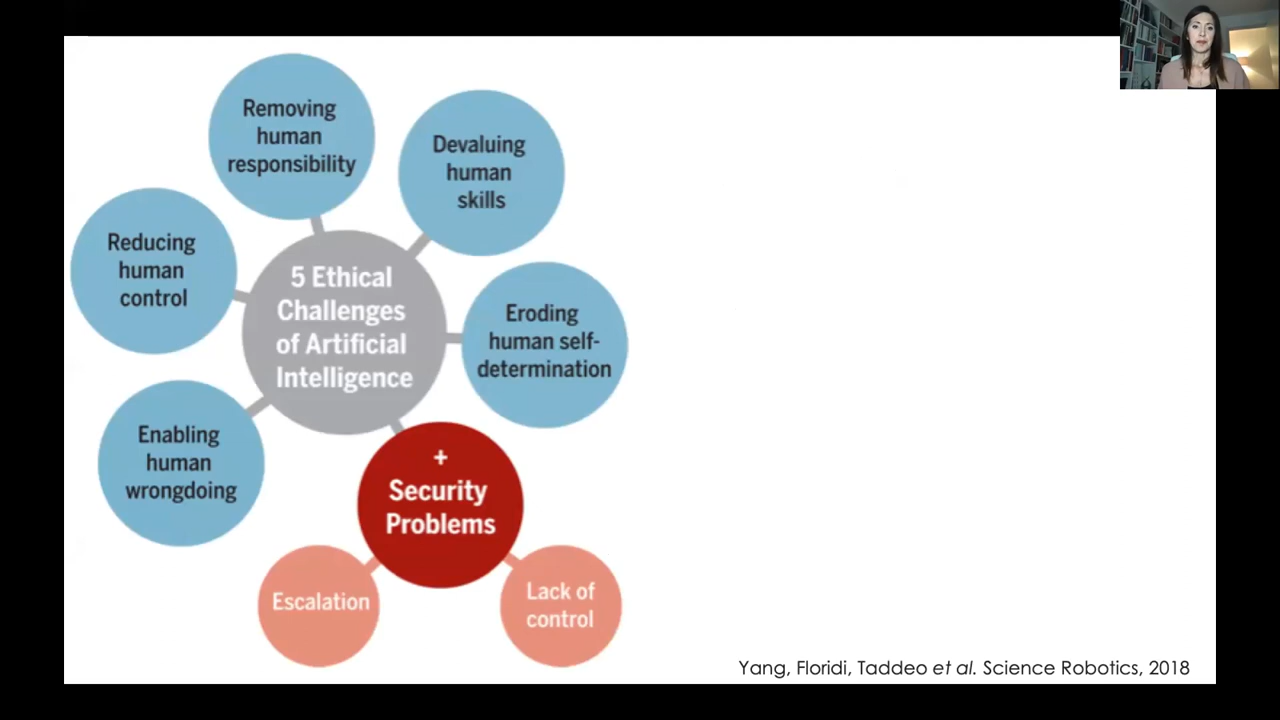 Removing
human
responsibility
Devaluing
human
skills
Reducing
human
control
5 Ethical
Challenges
of Artificial
Intelligence
Eroding
human self-
determination
Enabling
human
wrongdoing
+
Security
Problems
Escalation
Lack of
control
Yang, Floridi, Taddeo et al. Science Robotics, 2018